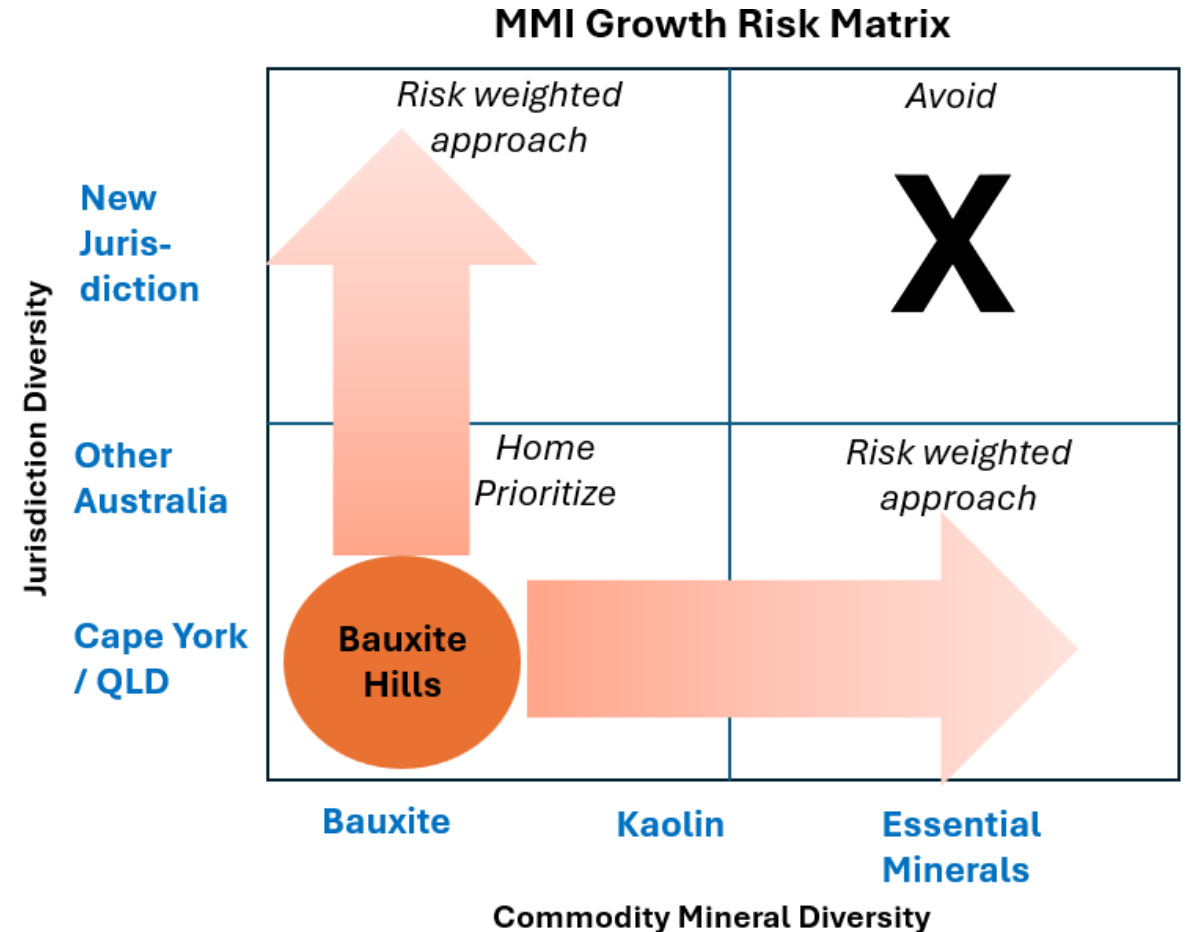 MMI Growth Risk Matrix
Risk weighted
approach
Avoid
X
New
Juris-
diction
Jurisdiction Diversity
Other
Australia
Home
Prioritize
Risk weighted
approach
Cape York
/ QLD
Bauxite
Hills
Bauxite
Kaolin
Essential
Minerals
Commodity Mineral Diversity